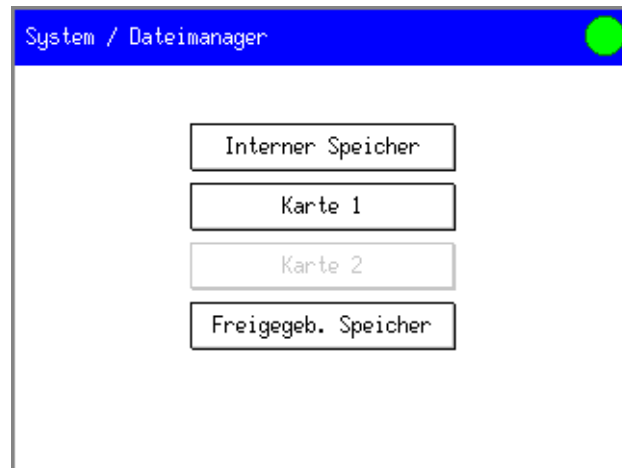 System / Dateimanager
Interner Speicher
Karte 1
Karte 2
Freigegeb. Speicher